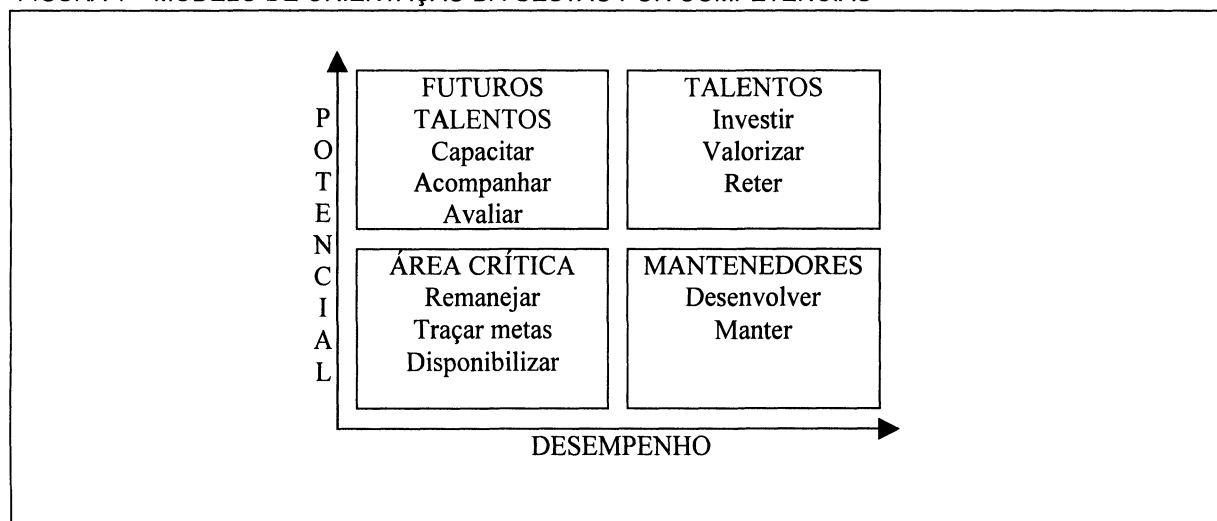 FUTUROS
TALENTOS
Capacitar
Acompanhar
Avaliar
TALENTOS
Investir
Valorizar
Reter
POTENCIAL
ÁREA CRÍTICA
Remanejar
Traçar metas
Disponibilizar
MANTENEDORES
Desenvolver
Manter
DESEMPENHO